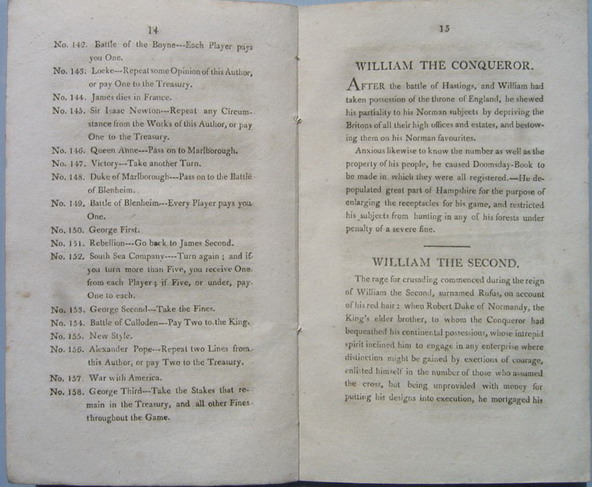 14
No. 142. Battle of the Boyne---Each Player pays
you One.
No. 143. Locke---Repeat some Opinion of this Author,
or pay One to the Treasury.
No. 144. James dies in France.
No. 145. Sir Isaac Newton---Repeat any Circum-
stance from the Works of this Author, or pay
One to the Treasury.
No. 146. Queen Anne---Pass on to Marlborough.
No. 147. Victory---Take another Turn.
No. 148. Duke of Marlborough---Pass on to the Battle
of Blenheim.
No. 149. Battle of Blenheim---Every Player pays you
One.
No. 150. George First.
No. 151. Rebellion---Go back to James Second.
No. 152. South Sea Company----Turn again; and if
you turn more than Five, you receive One
from each Player; if Five, or under, pay
One to each.
No. 153. George Second---Take the Fines.
No. 154. Battle of Culloden---Pay Two to the King.
No. 155. New Style.
No. 156. Alexander Pope---Repeat two Lines from
this Author, or pay Two to the Treasury.
No. 157. War with America.
No. 158. George Third---Take the Stakes that re-
main in the Treasury, and all other Fines
throughout the Game.
15
WILLIAM THE CONQUEROR.
AFTER the battle of Hastings, and William had
taken possession of the throne of England, he shewed
his partiality to his Norman subjects by depriving the
Britons of all their high offices and estates, and bestow-
ing them on his Norman favourites.
Anxious likewise to know the number as well as the
property of his people, he caused Doomsday-Book to
be made in which they were all registered.—He de-
populated great part of Hampshire for the purpose of
enlarging the receptacles for his game, and restricted
his subjects from hunting in any of his forests under
penalty of a severe fine.
WILLIAM THE SECOND.
The rage for crusading commenced during the reign
of William the Second, surnamed Rufus, on account
of his red hair: when Robert Duke of Normandy, the
King's elder brother, to whom the Conqueror had
bequeathed his continental possessions, whose intrepid
spirit inclined him to engage in any enterprise where
distinction might be gained by exertions of courage,
enlisted himself in the number of those who assumed
the cross, but being unprovided with money for
putting his designs into execution, he mortgaged his